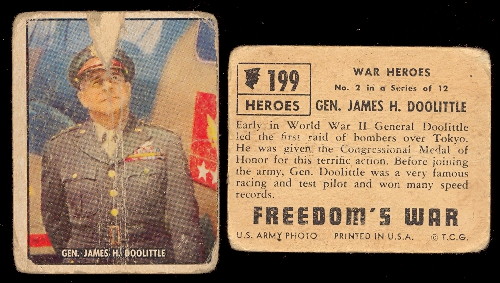 GEN. JAMES H. DOOLITTLE
199
HEROES
WAR HEROES
No. 2 in a Series of 12
GEN. JAMES H. DOOLITTLE
Early in World War II General Doolittle
led the first raid of bombers over Tokyo.
He was given the Congressional Medal of
Honor for this terrific action. Before joining
the army, Gen. Doolittle was a very famous
racing and test pilot and won many speed
records.
FREEDOM'S WAR
U.S. ARMY PHOTO PRINTED IN U.S.A. © T.C.G.